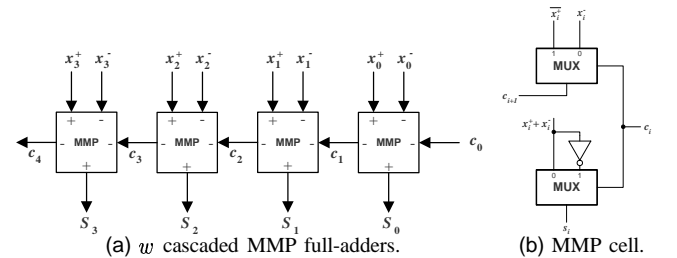 x₃⁺ x₃⁻ x₂⁺ x₂⁻ x₁⁺ x₁⁻ x₀⁺ x₀⁻
+ - + - + - + -
c₄ - MMP - c₃ - MMP - c₂ - MMP - c₁ - MMP - c₀
+ + + +
S₃ S₂ S₁ S₀
(a) w cascaded MMP full-adders.
x̅ᵢ⁺ xᵢ⁻
1 0
MUX
cᵢ₊₁
xᵢ⁺+ xᵢ⁻
cᵢ
0 1
MUX
sᵢ
(b) MMP cell.